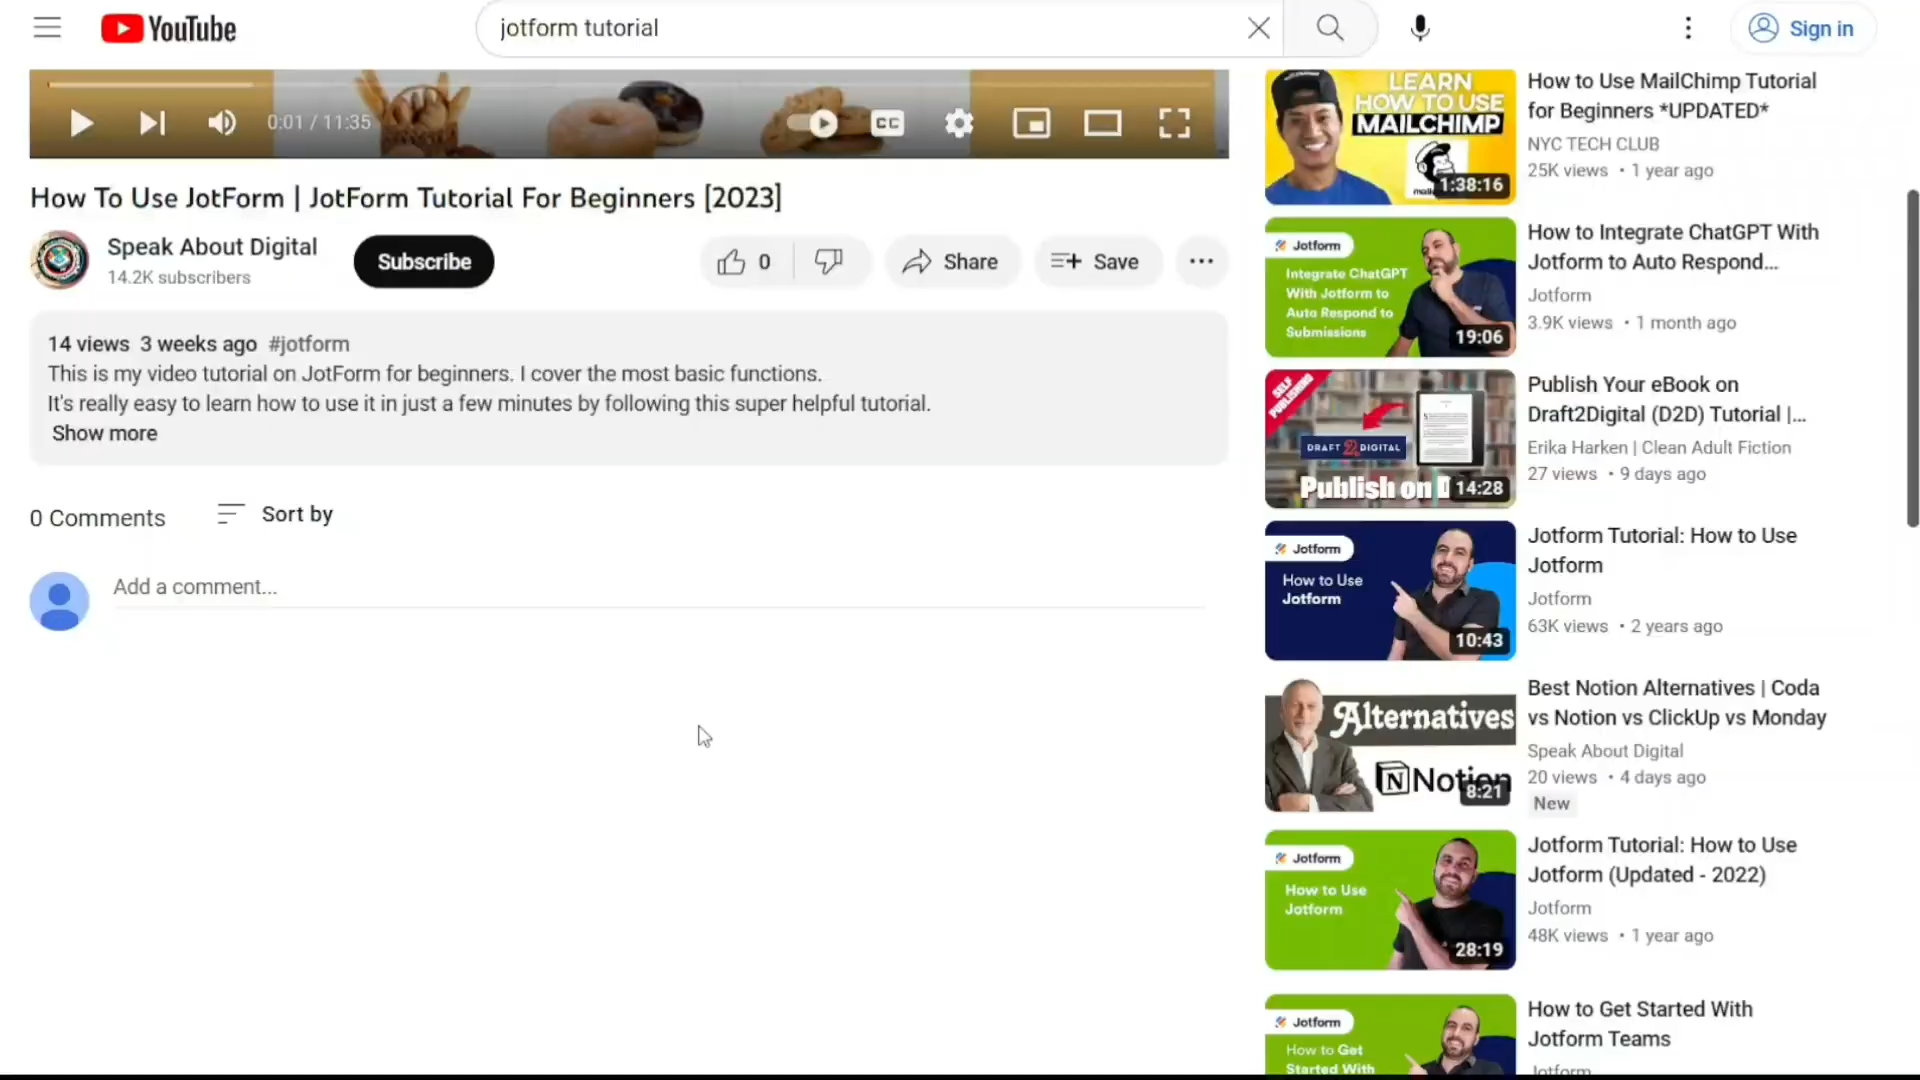 YouTube
jotform tutorial
Sign in
0:01 / 11:35
CC
How To Use JotForm | JotForm Tutorial For Beginners [2023]
Speak About Digital
14.2K subscribers
Subscribe
0
Share
Save
14 views 3 weeks ago #jotform
This is my video tutorial on JotForm for beginners. I cover the most basic functions.
It's really easy to learn how to use it in just a few minutes by following this super helpful tutorial.
Show more
0 Comments
Sort by
Add a comment...
LEARN
HOW TO USE
MAILCHIMP
1:38:16
How to Use MailChimp Tutorial
for Beginners *UPDATED*
NYC TECH CLUB
25K views • 1 year ago
Jotform
Integrate ChatGPT
With Jotform to
Auto Respond to
Submissions
19:06
How to Integrate ChatGPT With
Jotform to Auto Respond...
Jotform
3.9K views • 1 month ago
SELF
PUBLISHING
DRAFT 2 DIGITAL
Publish on D
14:28
Publish Your eBook on
Draft2Digital (D2D) Tutorial |...
Erika Harken | Clean Adult Fiction
27 views • 9 days ago
Jotform
How to Use
Jotform
10:43
Jotform Tutorial: How to Use
Jotform
Jotform
63K views • 2 years ago
Alternatives
Notion
8:21
Best Notion Alternatives | Coda
vs Notion vs ClickUp vs Monday
Speak About Digital
20 views • 4 days ago
New
Jotform
How to Use
Jotform
28:19
Jotform Tutorial: How to Use
Jotform (Updated - 2022)
Jotform
48K views • 1 year ago
Jotform
How to Get
Started With
How to Get Started With
Jotform Teams
Jotform